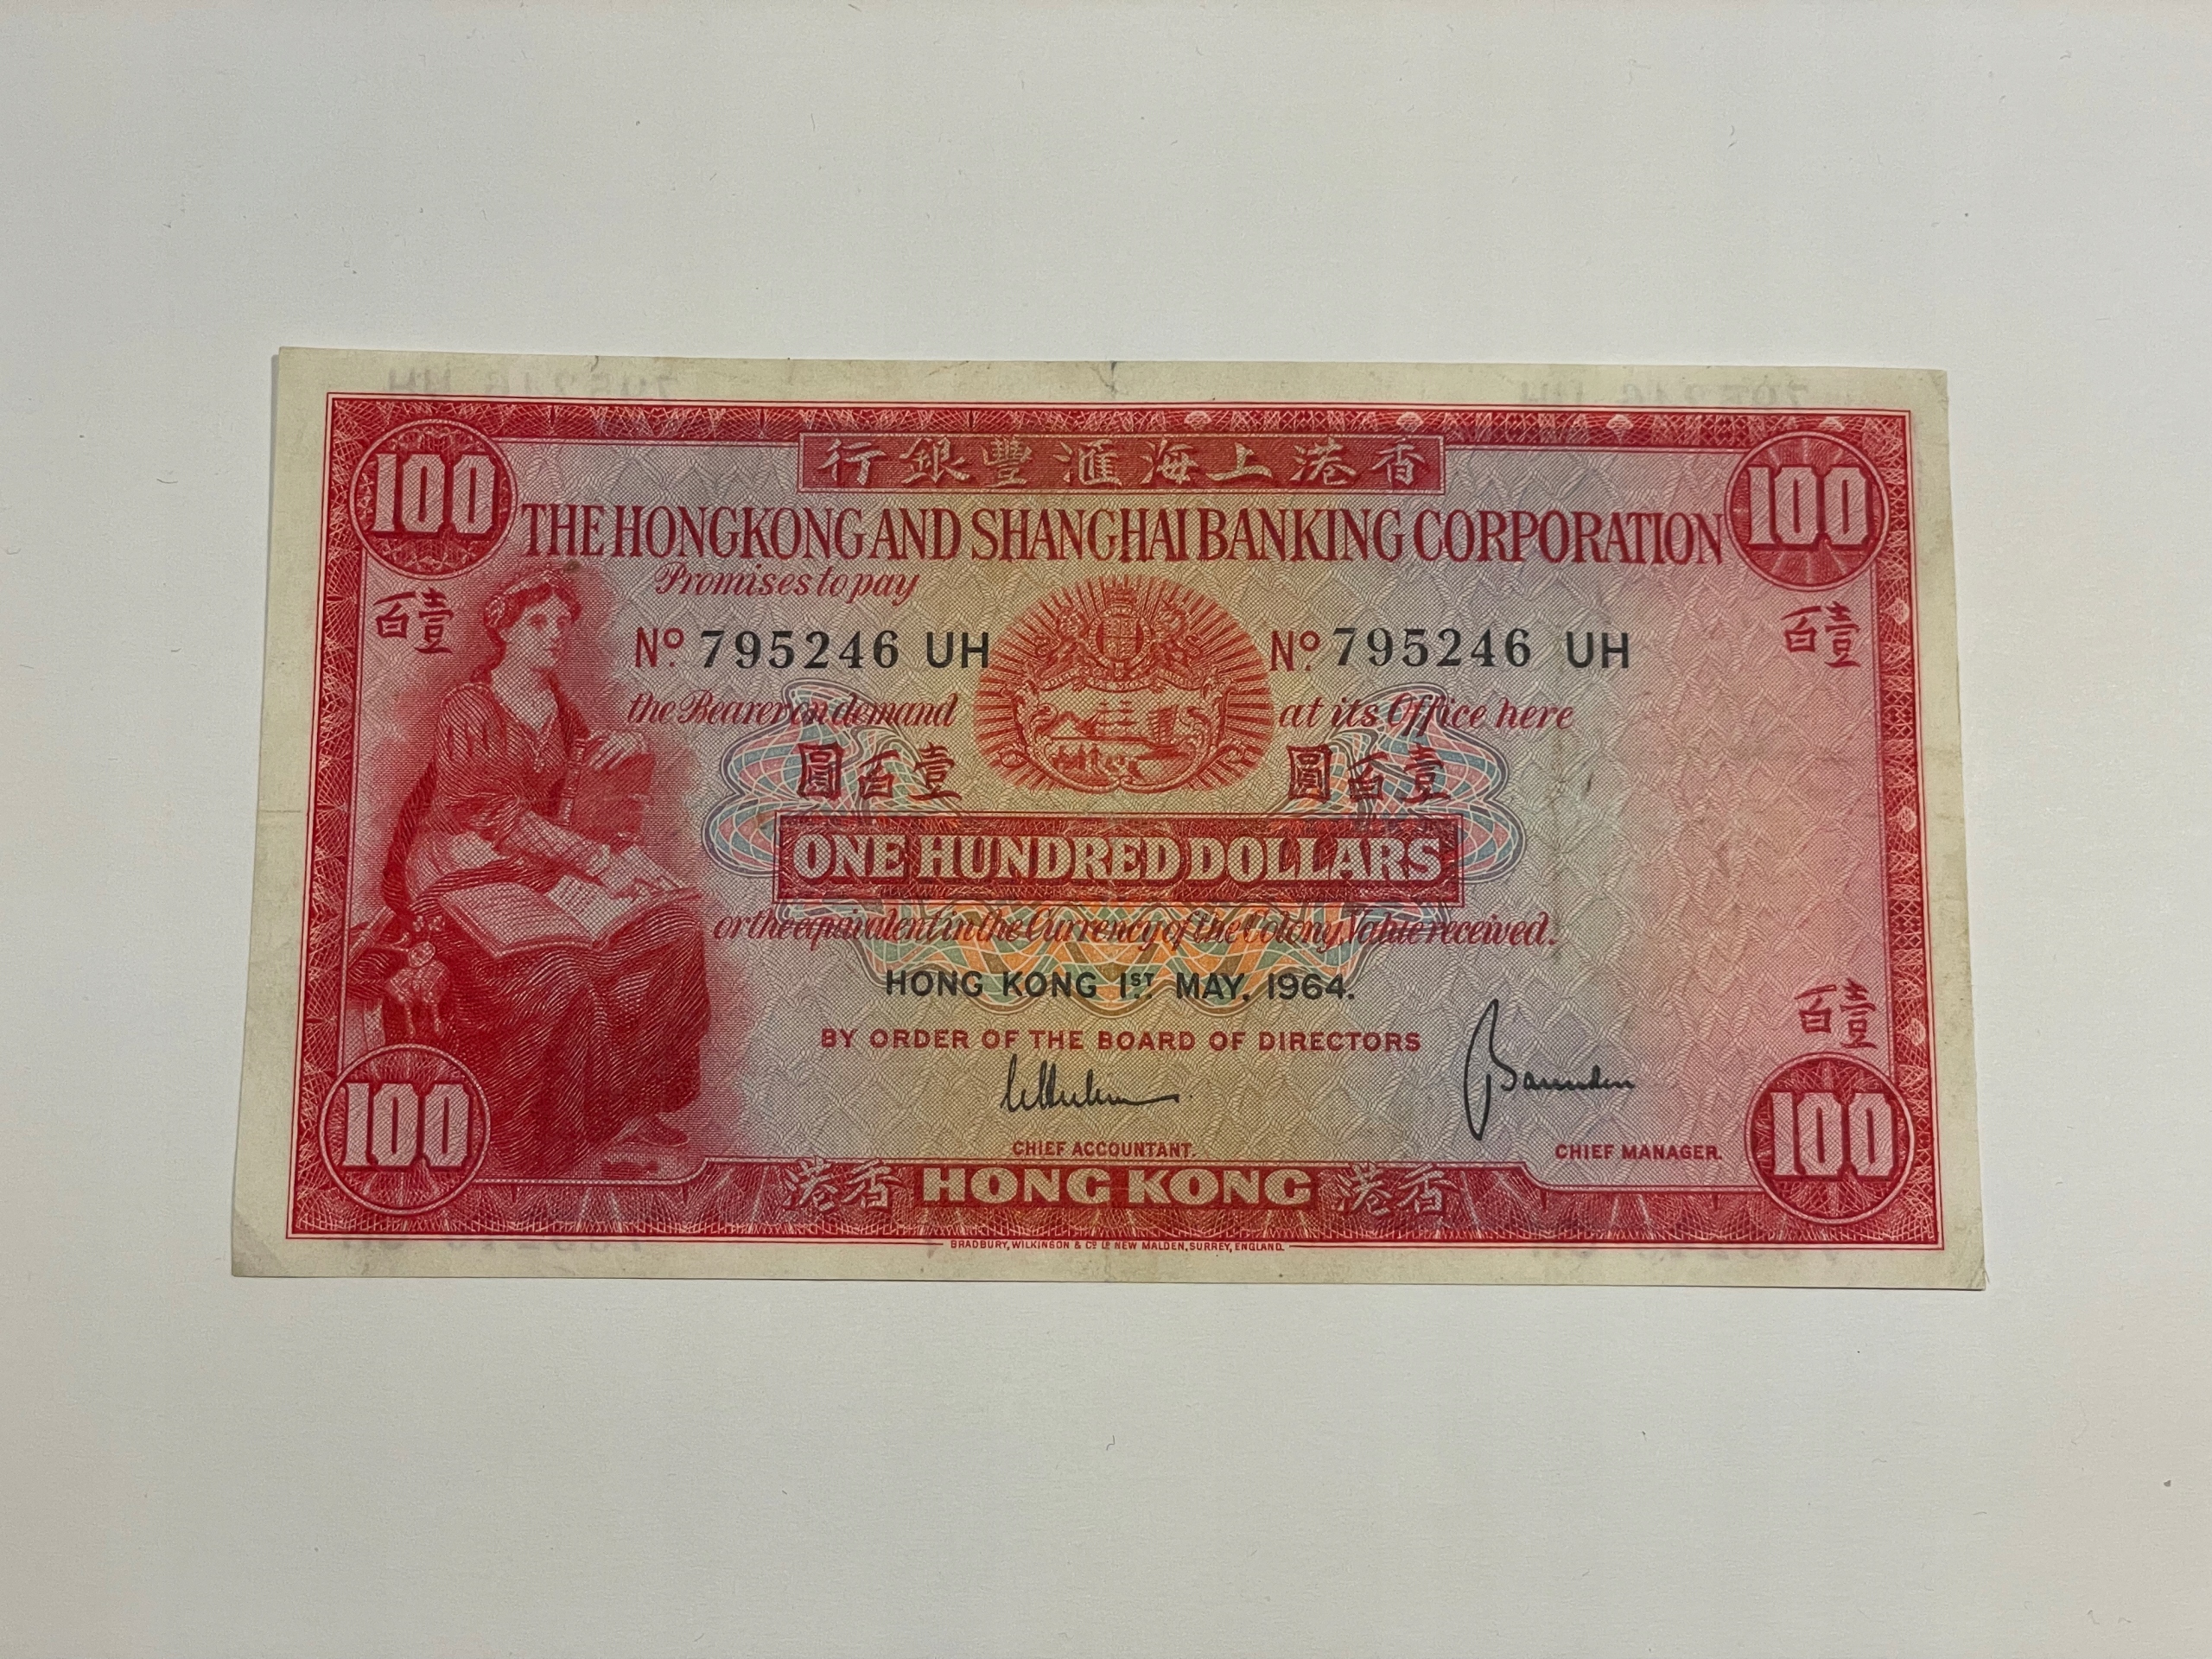 香港上海滙豐銀行
100
100
THE HONGKONG AND SHANGHAI BANKING CORPORATION
Promises to pay
壹百
壹百
Nº 795246 UH
Nº 795246 UH
the Bearer on demand
at its Office here
壹百圓
壹百圓
ONE HUNDRED DOLLARS
or the equivalent in the Currency of the Colony, Value received.
HONG KONG 1ST. MAY, 1964.
壹百
BY ORDER OF THE BOARD OF DIRECTORS
100
100
CHIEF ACCOUNTANT.
CHIEF MANAGER.
香港
HONG KONG
香港
BRADBURY, WILKINSON & Cº Lº NEW MALDEN, SURREY, ENGLAND.